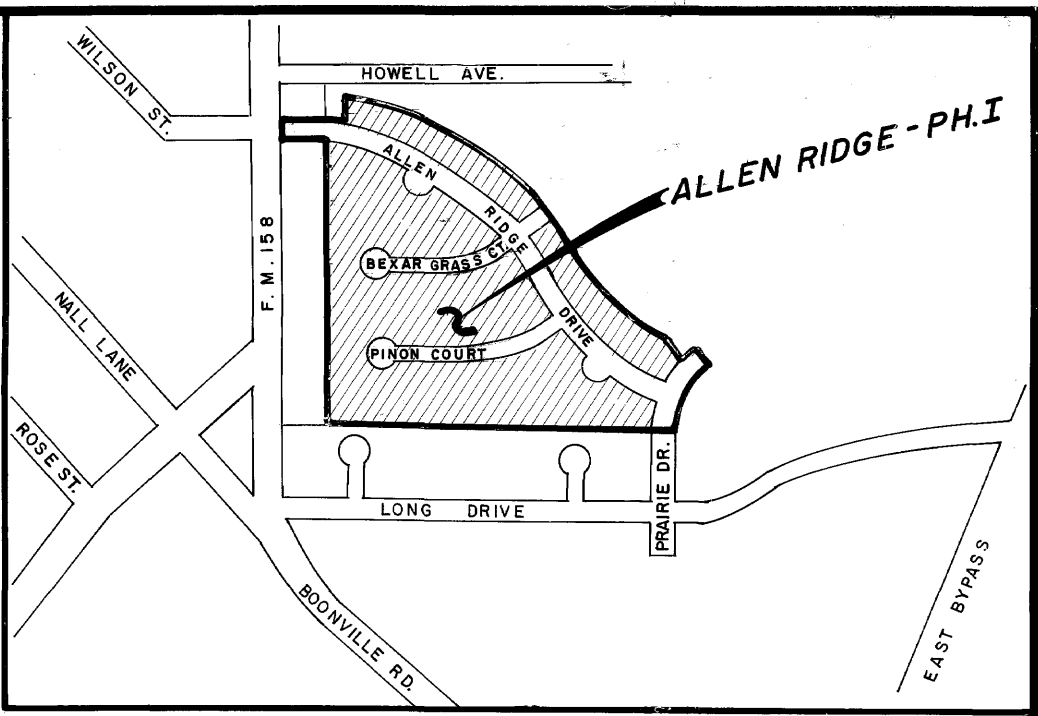 WILSON ST.
HOWELL AVE.
ALLEN RIDGE - PH. I
ALLEN RIDGE DRIVE
F. M. 158
BEXAR GRASS CT.
NALL LANE
PINON COURT
ROSE ST.
PRAIRIE DR.
LONG DRIVE
BOONVILLE RD.
EAST BYPASS